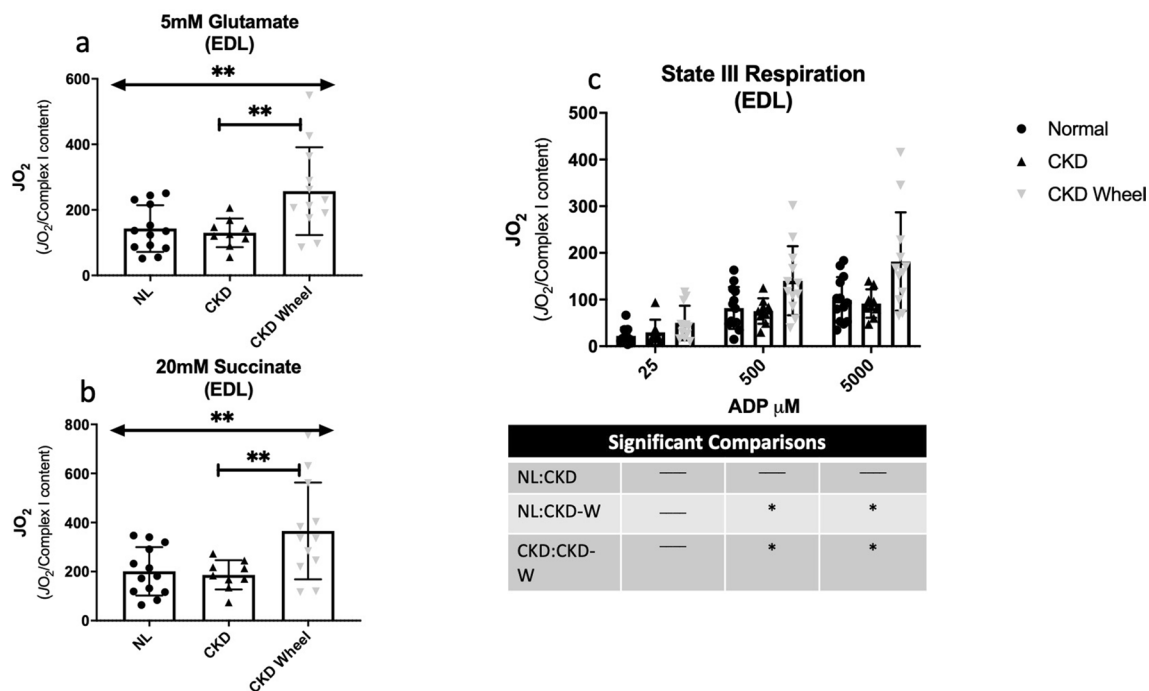 a
5mM Glutamate
(EDL)
**
**
600
400
200
0
JO2
(JO2/Complex I content)
NL
CKD
CKD Wheel
b
20mM Succinate
(EDL)
**
**
800
600
400
200
0
JO2
(JO2/Complex I content)
NL
CKD
CKD Wheel
c
State III Respiration
(EDL)
500
400
300
200
100
0
JO2
(JO2/Complex I content)
25
500
5000
ADP μM
Normal
CKD
CKD Wheel
Significant Comparisons
NL:CKD — — —
NL:CKD-W — * *
CKD:CKD- — * *
W